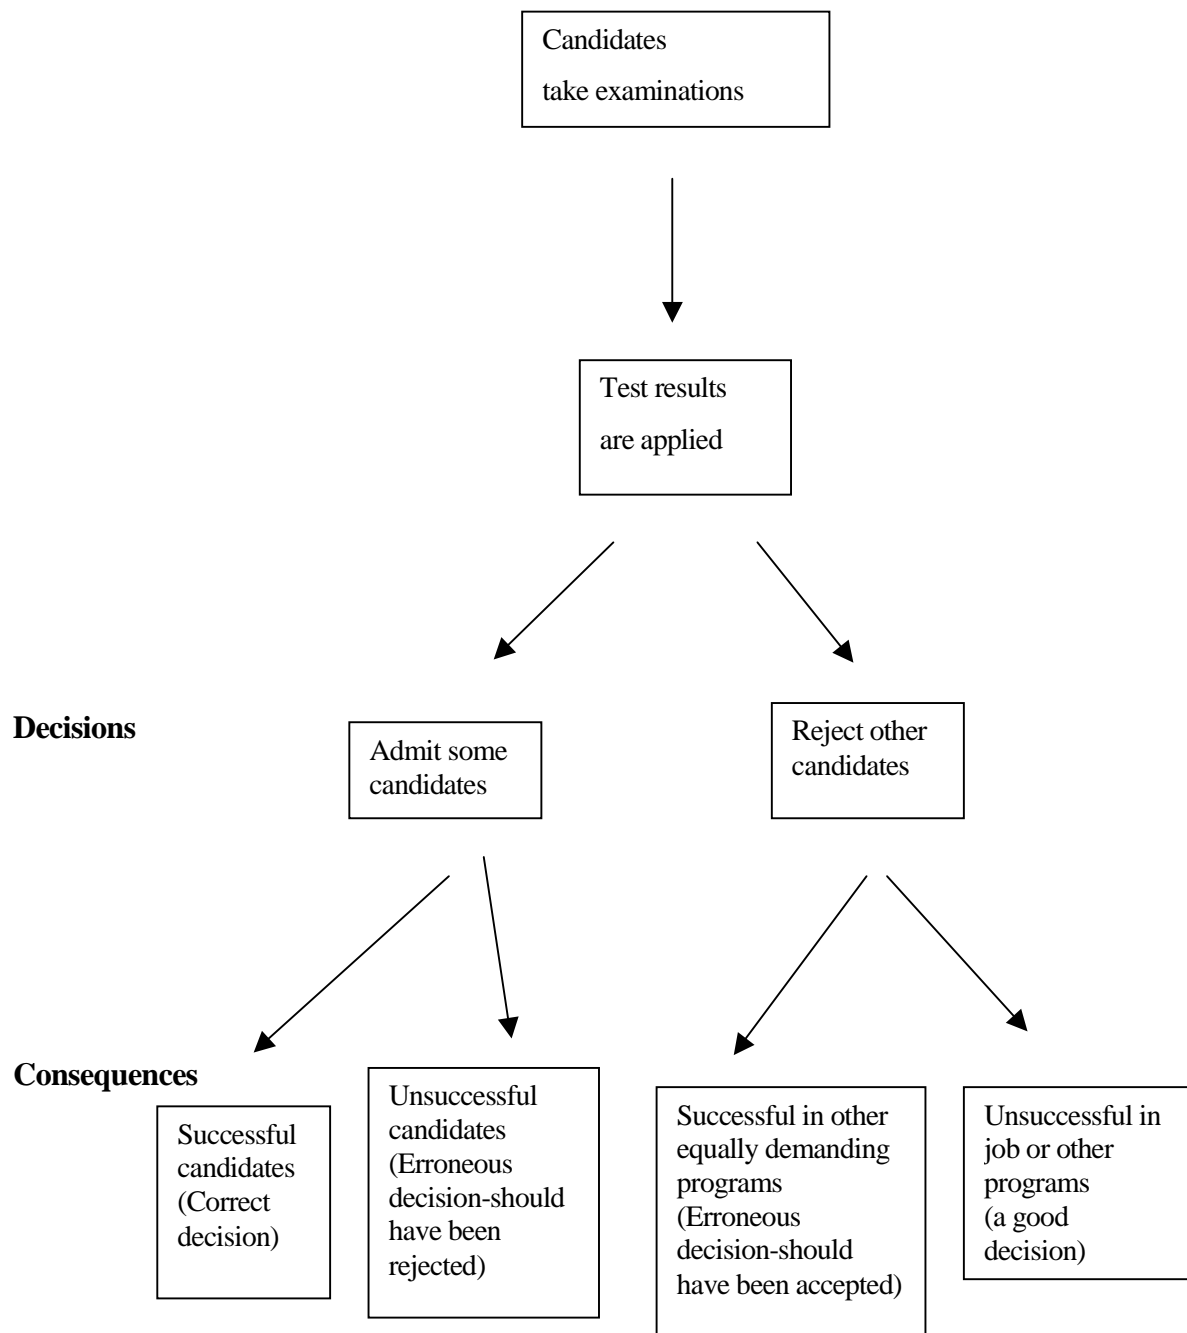 Candidates
take examinations
Test results
are applied
Decisions
Admit some
candidates
Reject other
candidates
Consequences
Successful
candidates
(Correct
decision)
Unsuccessful
candidates
(Erroneous
decision-should
have been
rejected)
Successful in other
equally demanding
programs
(Erroneous
decision-should
have been accepted)
Unsuccessful in
job or other
programs
(a good
decision)